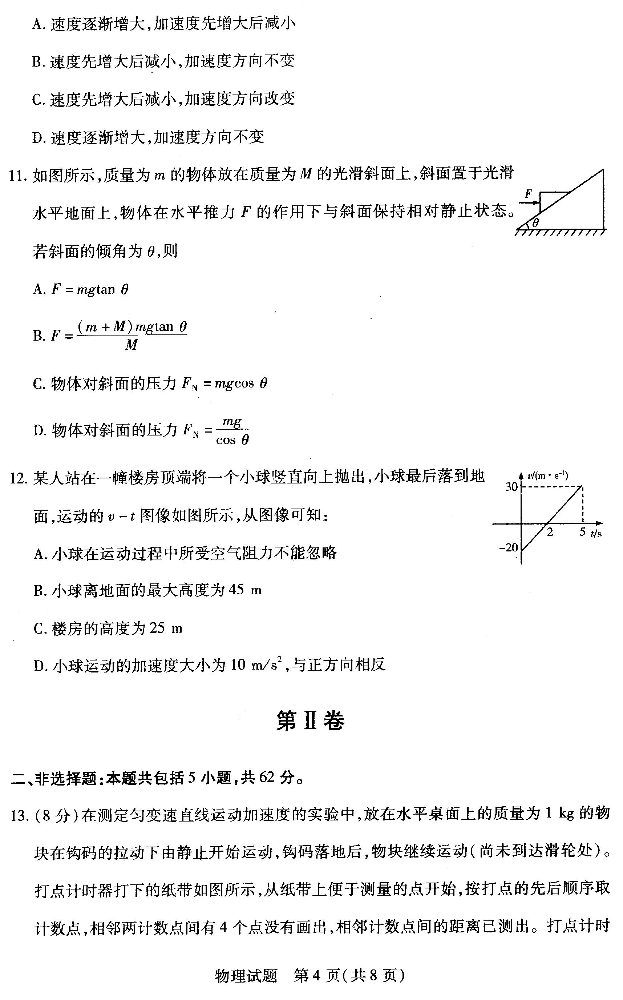 A. 速度逐渐增大,加速度先增大后减小
B. 速度先增大后减小,加速度方向不变
C. 速度先增大后减小,加速度方向改变
D. 速度逐渐增大,加速度方向不变
11. 如图所示,质量为 m 的物体放在质量为 M 的光滑斜面上,斜面置于光滑
水平地面上,物体在水平推力 F 的作用下与斜面保持相对静止状态。
若斜面的倾角为 θ,则
F
θ
A. F = mgtan θ
B. F = (m + M)mgtan θ / M
C. 物体对斜面的压力 F_N = mgcos θ
D. 物体对斜面的压力 F_N = mg / cos θ
12. 某人站在一幢楼房顶端将一个小球竖直向上抛出,小球最后落到地
面,运动的 v – t 图像如图所示,从图像可知:
v/(m · s⁻¹)
30
2 5 t/s
-20
A. 小球在运动过程中所受空气阻力不能忽略
B. 小球离地面的最大高度为 45 m
C. 楼房的高度为 25 m
D. 小球运动的加速度大小为 10 m/s²,与正方向相反
第 Ⅱ 卷
二、非选择题:本题共包括 5 小题,共 62 分。
13. (8 分)在测定匀变速直线运动加速度的实验中,放在水平桌面上的质量为 1 kg 的物
块在钩码的拉动下由静止开始运动,钩码落地后,物块继续运动(尚未到达滑轮处)。
打点计时器打下的纸带如图所示,从纸带上便于测量的点开始,按打点的先后顺序取
计数点,相邻两计数点间有 4 个点没有画出,相邻计数点间的距离已测出。打点计时
物理试题 第 4 页(共 8 页)